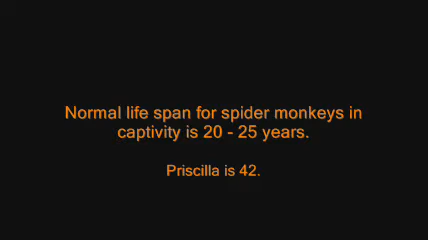 Normal life span for spider monkeys in
captivity is 20 - 25 years.
Priscilla is 42.